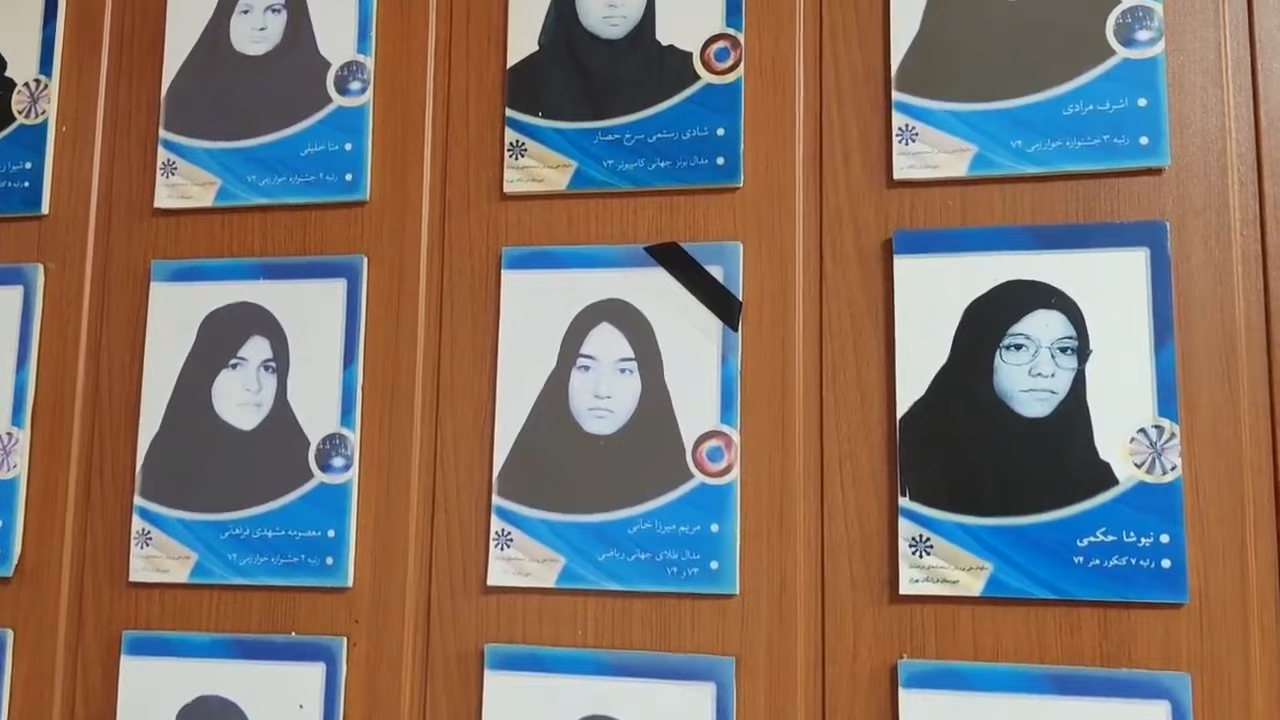 اشرف مرادی
رتبه ۳ جشنواره خوارزمی ۷۴
شادی رستمی سرخ حصار
مدال برنز جهانی کامپیوتر ۷۳
منا خلیلی
رتبه ۲ جشنواره خوارزمی ۷۲
نیوشا حکمی
رتبه ۷ کنکور هنر ۷۴
مریم میرزا خانی
مدال طلای جهانی ریاضی
۷۳ و ۷۴
معصومه مشهدی فراهانی
رتبه ۲ جشنواره خوارزمی ۷۲